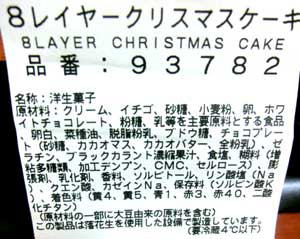 8レイヤークリスマスケーキ
8LAYER CHRISTMAS CAKE
品番:93782
名称:洋生菓子
原材料:クリーム、イチゴ、砂糖、小麦粉、卵、ホワ
イトチョコレート、粉糖、乳等を主要原料とする食品
、卵白、菜種油、脱脂粉乳、ブドウ糖、チョコプレー
ト(砂糖、カカオマス、カカオバター、全粉乳)、ゼ
ラチン、ブラックカラント濃縮果汁、食塩、糊料(増
粘多糖類、加工デンプン、CMC、セルロース)、膨
張剤、乳化剤、香料、ソルビトール、リン酸塩(N
a)、クエン酸、カゼインNa、保存料(ソルビン酸K
)、着色料(黄4、黄5、青1、赤3、赤40、二酸
化チタン)
(原材料の一部に大豆由来の原料を含む)
この製品は落花生を使用した設備で製造しています。
(要冷蔵4℃以下)